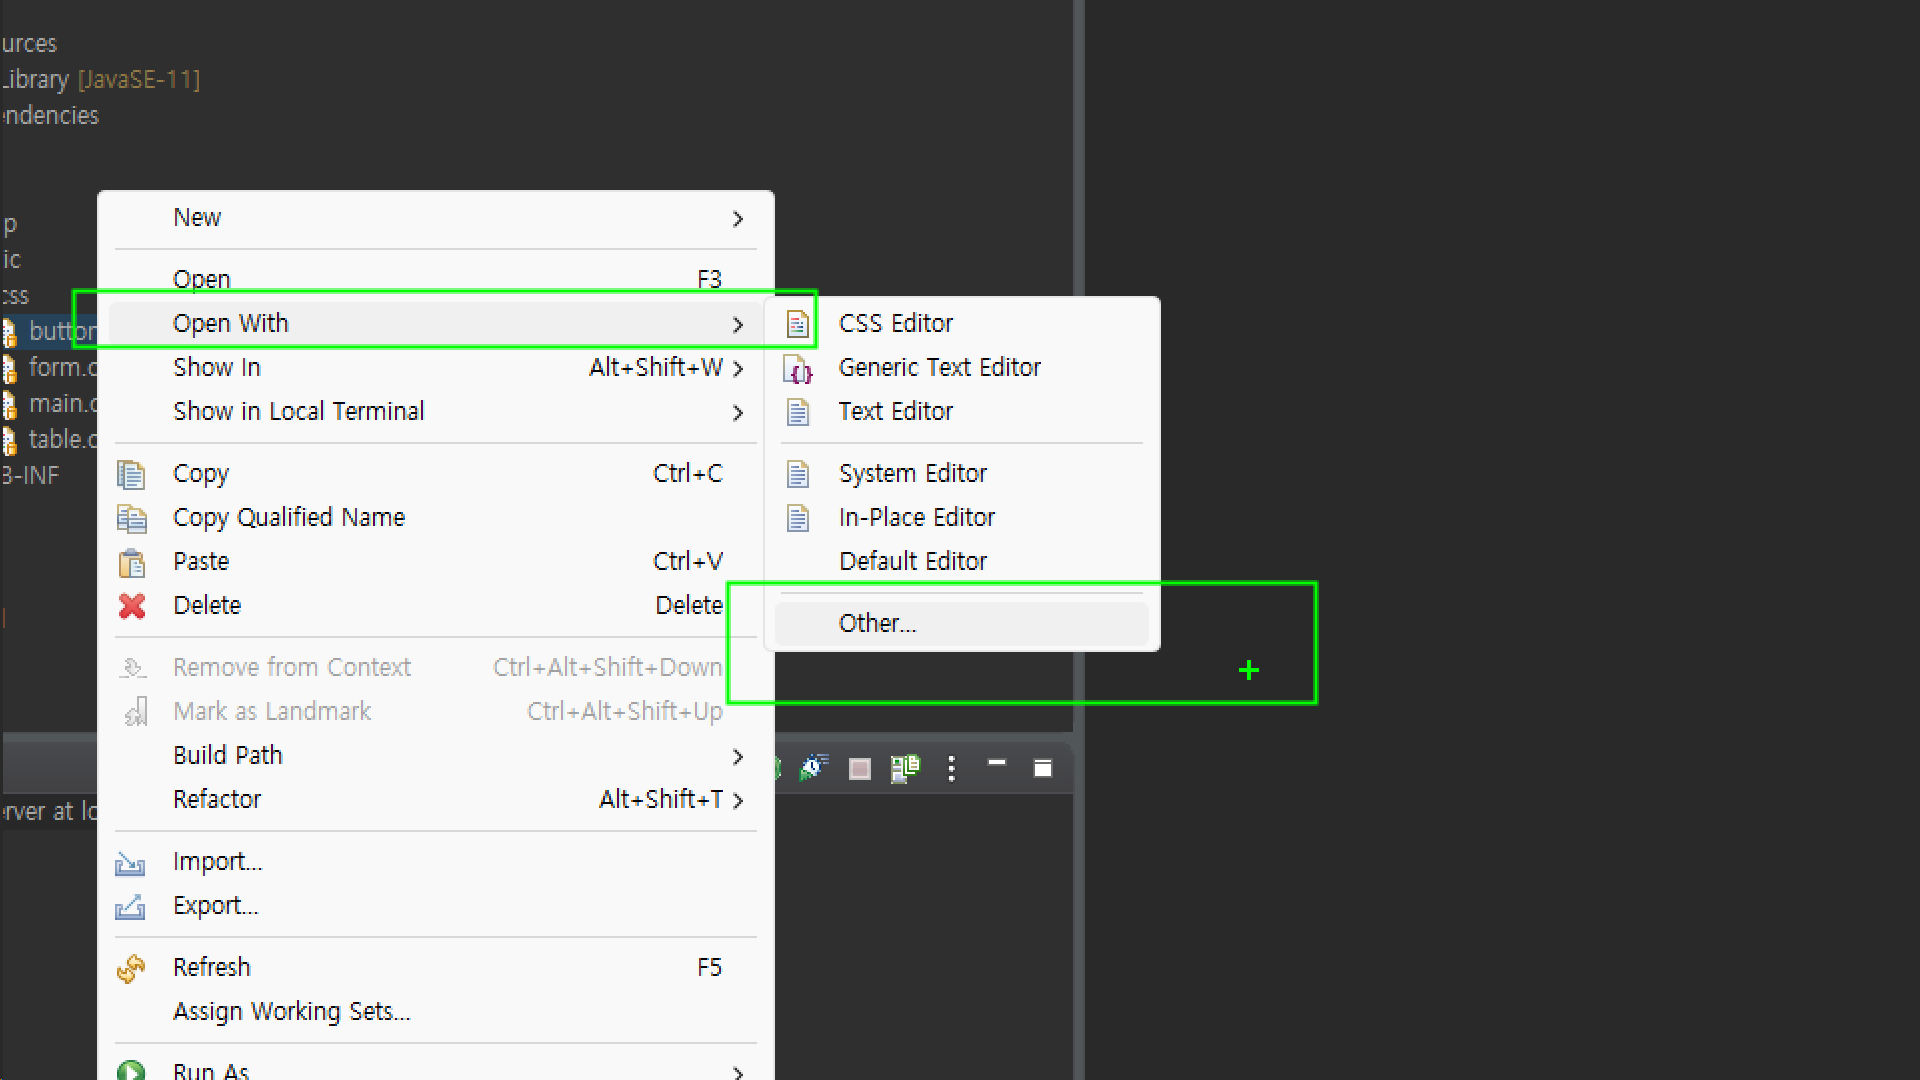 urces
Library [JavaSE-11]
endencies
p
ic
css
button
form.c
main.c
table.c
B-INF
erver at lo
New
Open F3
Open With
Show In Alt+Shift+W
Show in Local Terminal
Copy Ctrl+C
Copy Qualified Name
Paste Ctrl+V
Delete Delete
Remove from Context Ctrl+Alt+Shift+Down
Mark as Landmark Ctrl+Alt+Shift+Up
Build Path
Refactor Alt+Shift+T
Import...
Export...
Refresh F5
Assign Working Sets...
Run As
CSS Editor
Generic Text Editor
Text Editor
System Editor
In-Place Editor
Default Editor
Other...